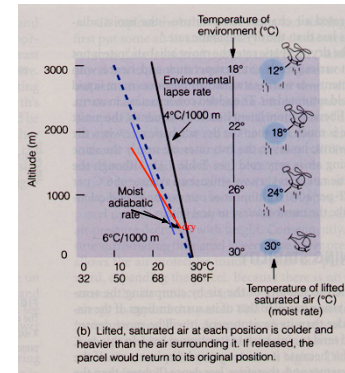 Temperature of
environment (°C)
3000
18°
12°
Environmental
lapse rate
4°C/1000 m
2000
22°
18°
Altitude (m)
1000
26°
24°
Moist
adiabatic
rate
dry
6°C/1000 m
30°
30°
0
0 10 20 30°C
32 50 68 86°F
Temperature of lifted
saturated air (°C)
(moist rate)
(b) Lifted, saturated air at each position is colder and
heavier than the air surrounding it. If released, the
parcel would return to its original position.